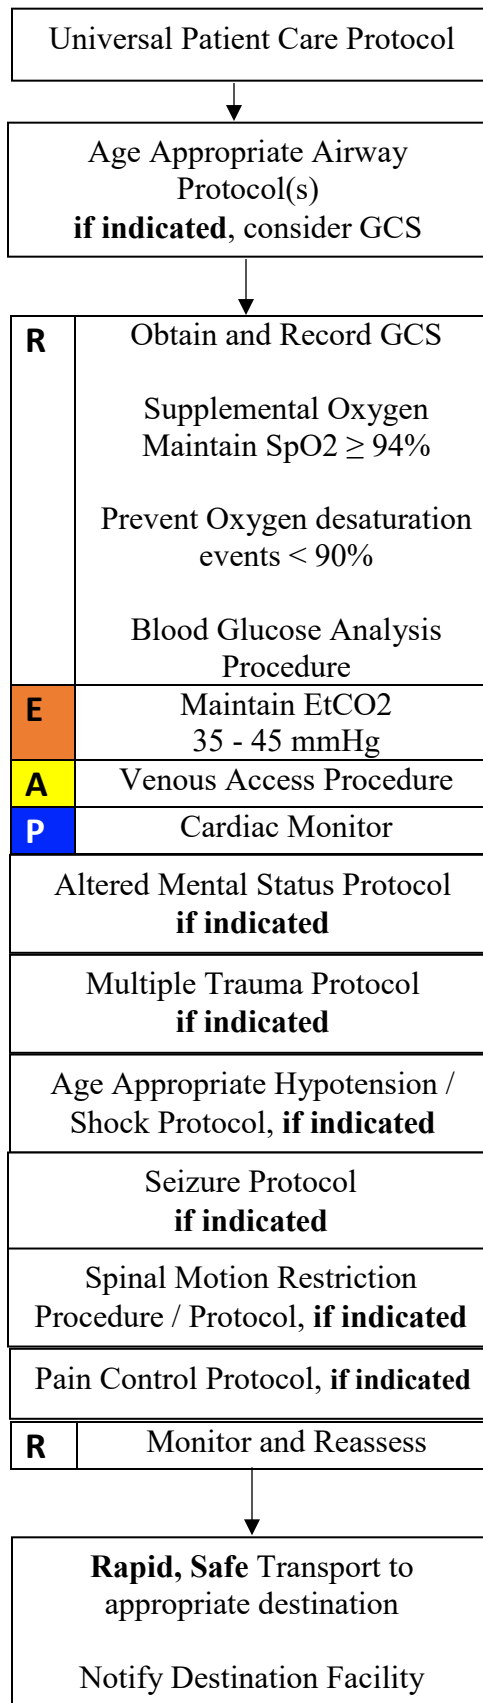 Universal Patient Care Protocol
Age Appropriate Airway
Protocol(s)
if indicated, consider GCS
R
Obtain and Record GCS
Supplemental Oxygen
Maintain SpO2 ≥ 94%
Prevent Oxygen desaturation
events < 90%
Blood Glucose Analysis
Procedure
E
Maintain EtCO2
35 - 45 mmHg
A
Venous Access Procedure
P
Cardiac Monitor
Altered Mental Status Protocol
if indicated
Multiple Trauma Protocol
if indicated
Age Appropriate Hypotension /
Shock Protocol, if indicated
Seizure Protocol
if indicated
Spinal Motion Restriction
Procedure / Protocol, if indicated
Pain Control Protocol, if indicated
R
Monitor and Reassess
Rapid, Safe Transport to
appropriate destination
Notify Destination Facility